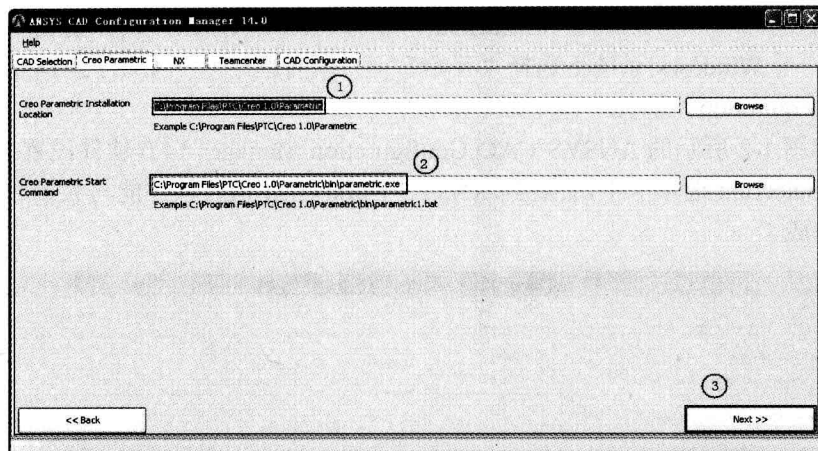 ANSYS CAD Configuration Manager 14.0
Help
CAD Selection Creo Parametric NX Teamcenter CAD Configuration
1
Creo Parametric Installation Location
C:\Program Files\PTC\Creo 1.0\Parametric
Browse
Example C:\Program Files\PTC\Creo 1.0\Parametric
2
Creo Parametric Start Command
C:\Program Files\PTC\Creo 1.0\Parametric\bin\parametric.exe
Browse
Example C:\Program Files\PTC\Creo 1.0\Parametric\bin\parametric1.bat
3
<< Back
Next >>